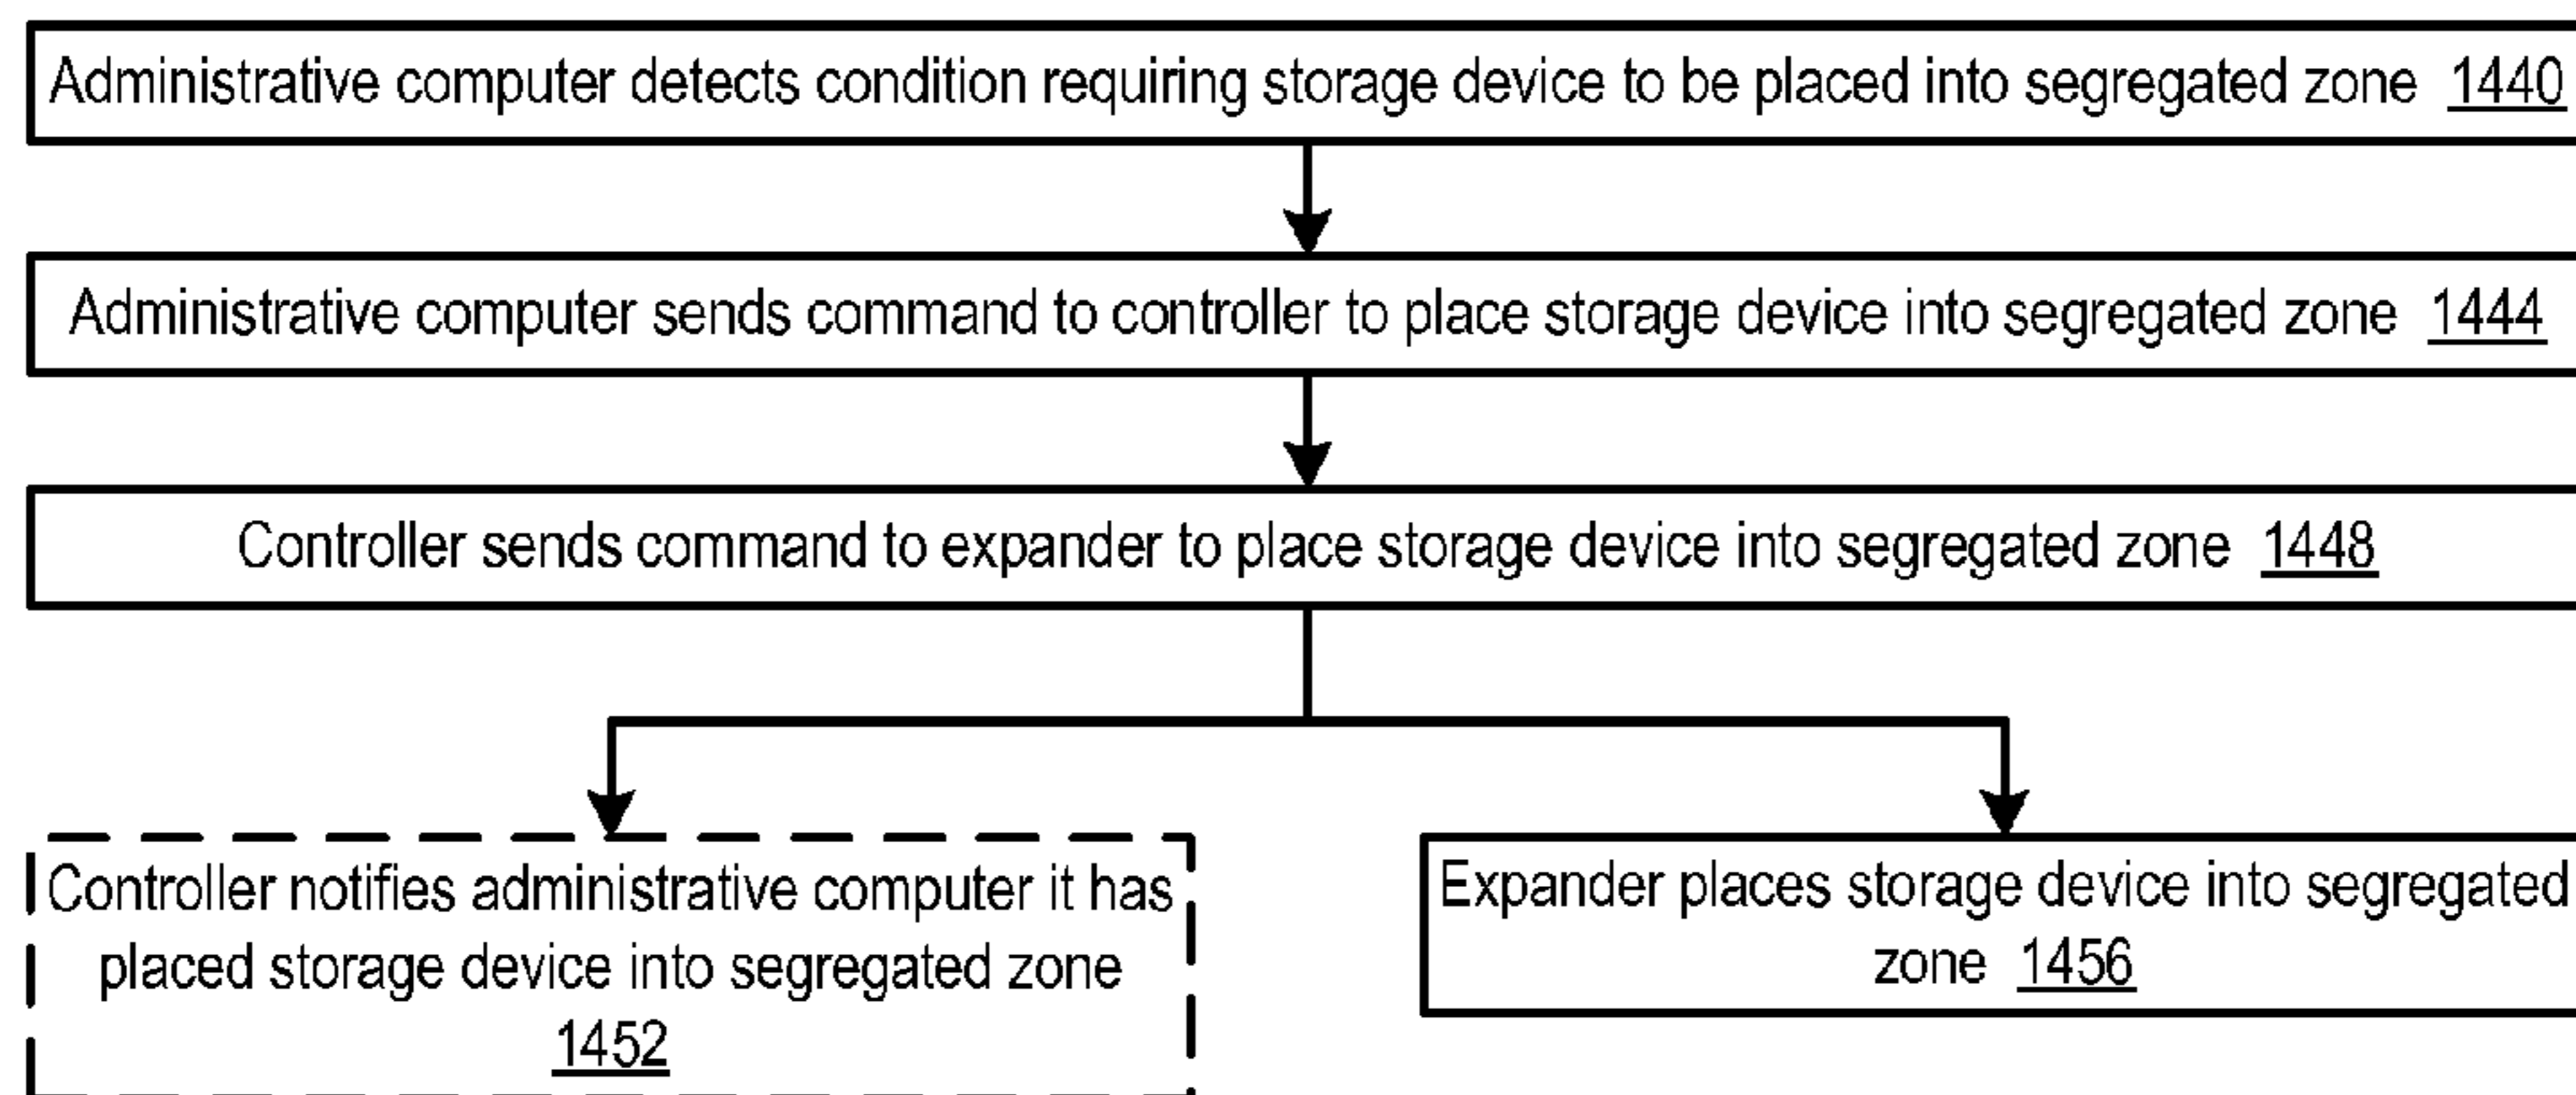 Administrative computer detects condition requiring storage device to be placed into segregated zone 1440
Administrative computer sends command to controller to place storage device into segregated zone 1444
Controller sends command to expander to place storage device into segregated zone 1448
Controller notifies administrative computer it has
placed storage device into segregated zone
1452
Expander places storage device into segregated
zone 1456